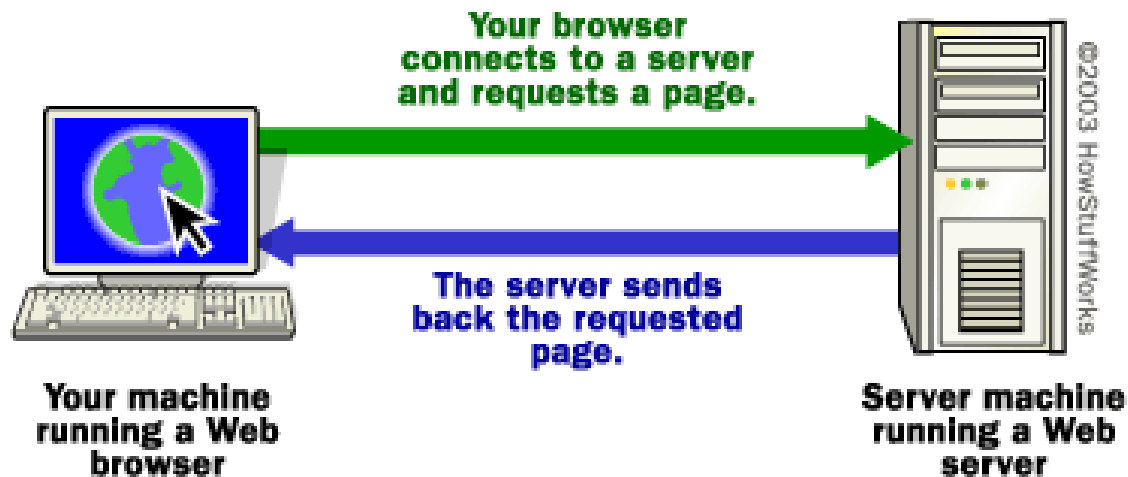 Your browser
connects to a server
and requests a page.
©2003 HowStuffWorks
The server sends
back the requested
page.
Your machine
running a Web
browser
Server machine
running a Web
server